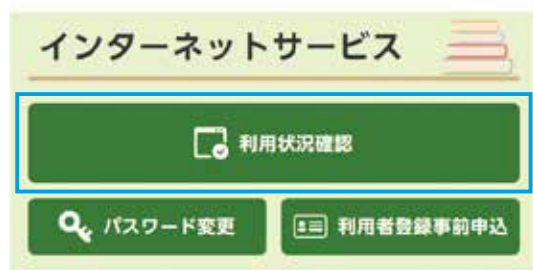 インターネットサービス
利用状況確認
パスワード変更
利用者登録事前申込